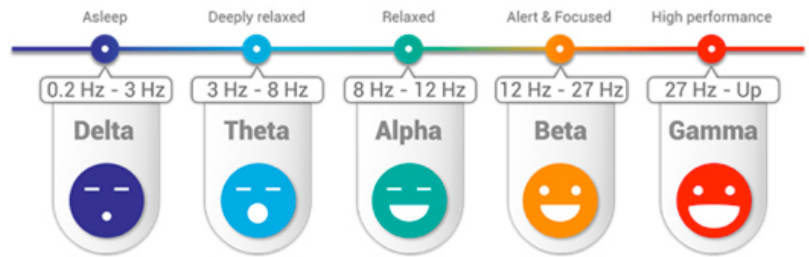 Asleep
Deeply relaxed
Relaxed
Alert & Focused
High performance
0.2 Hz - 3 Hz
3 Hz - 8 Hz
8 Hz - 12 Hz
12 Hz - 27 Hz
27 Hz - Up
Delta
Theta
Alpha
Beta
Gamma